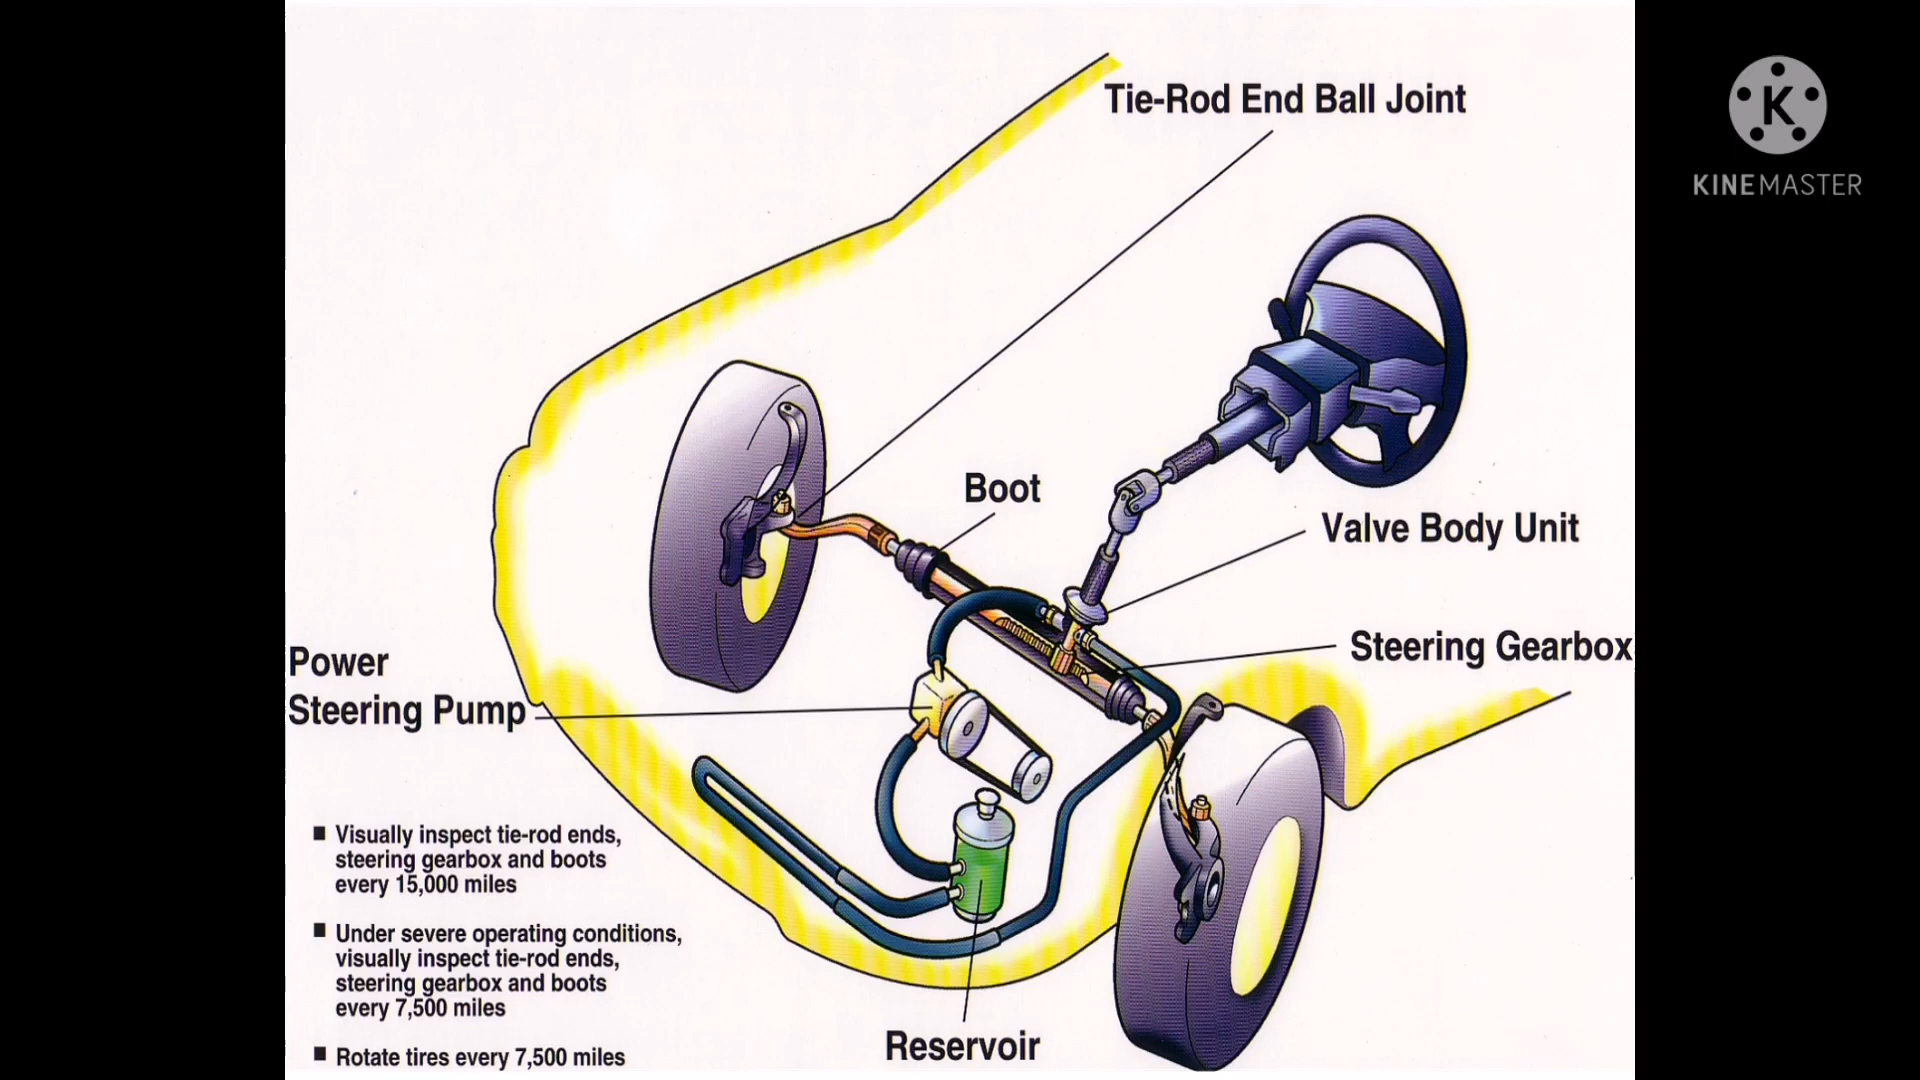 Tie-Rod End Ball Joint
K
KINEMASTER
Boot
Valve Body Unit
Steering Gearbox
Power
Steering Pump
■ Visually inspect tie-rod ends,
steering gearbox and boots
every 15,000 miles
■ Under severe operating conditions,
visually inspect tie-rod ends,
steering gearbox and boots
every 7,500 miles
■ Rotate tires every 7,500 miles
Reservoir